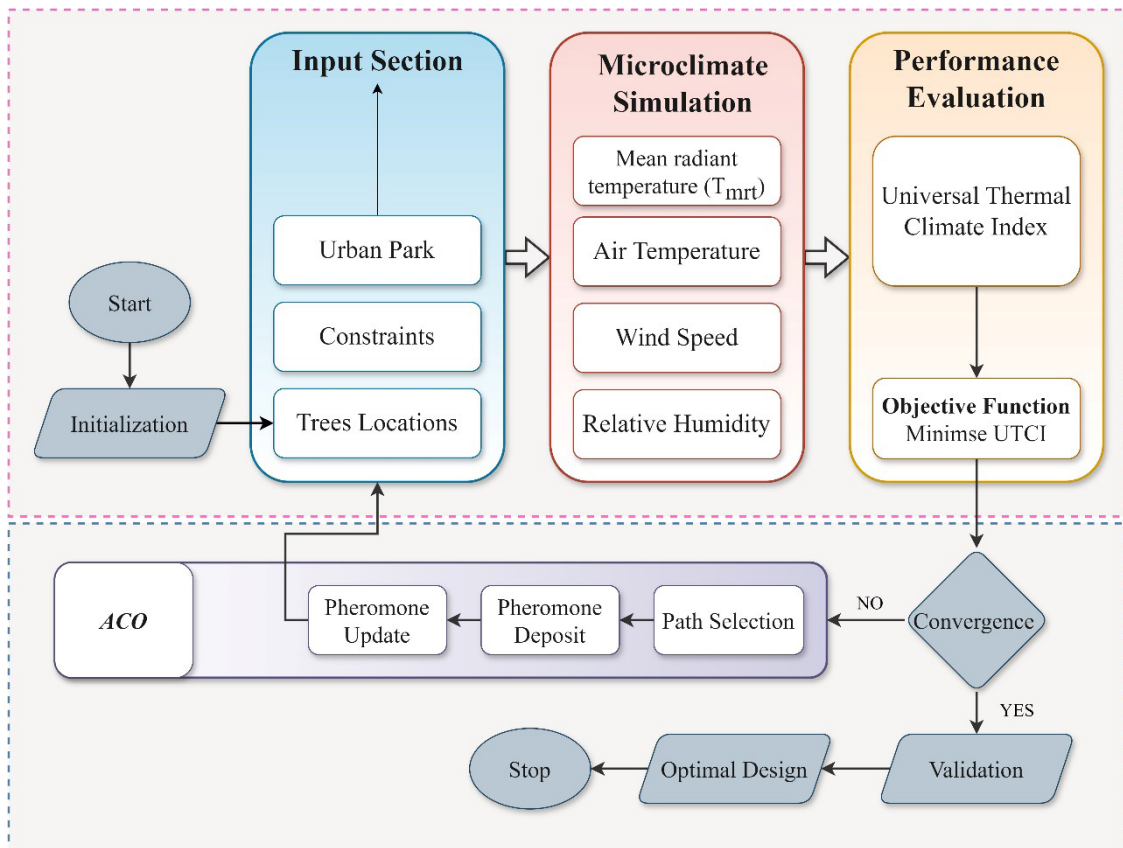 Input Section
Urban Park
Constraints
Trees Locations
Start
Initialization
Microclimate
Simulation
Mean radiant
temperature (Tmrt)
Air Temperature
Wind Speed
Relative Humidity
Performance
Evaluation
Universal Thermal
Climate Index
Objective Function
Minimse UTCI
ACO
Pheromone
Update
Pheromone
Deposit
Path Selection
NO
Convergence
YES
Stop
Optimal Design
Validation